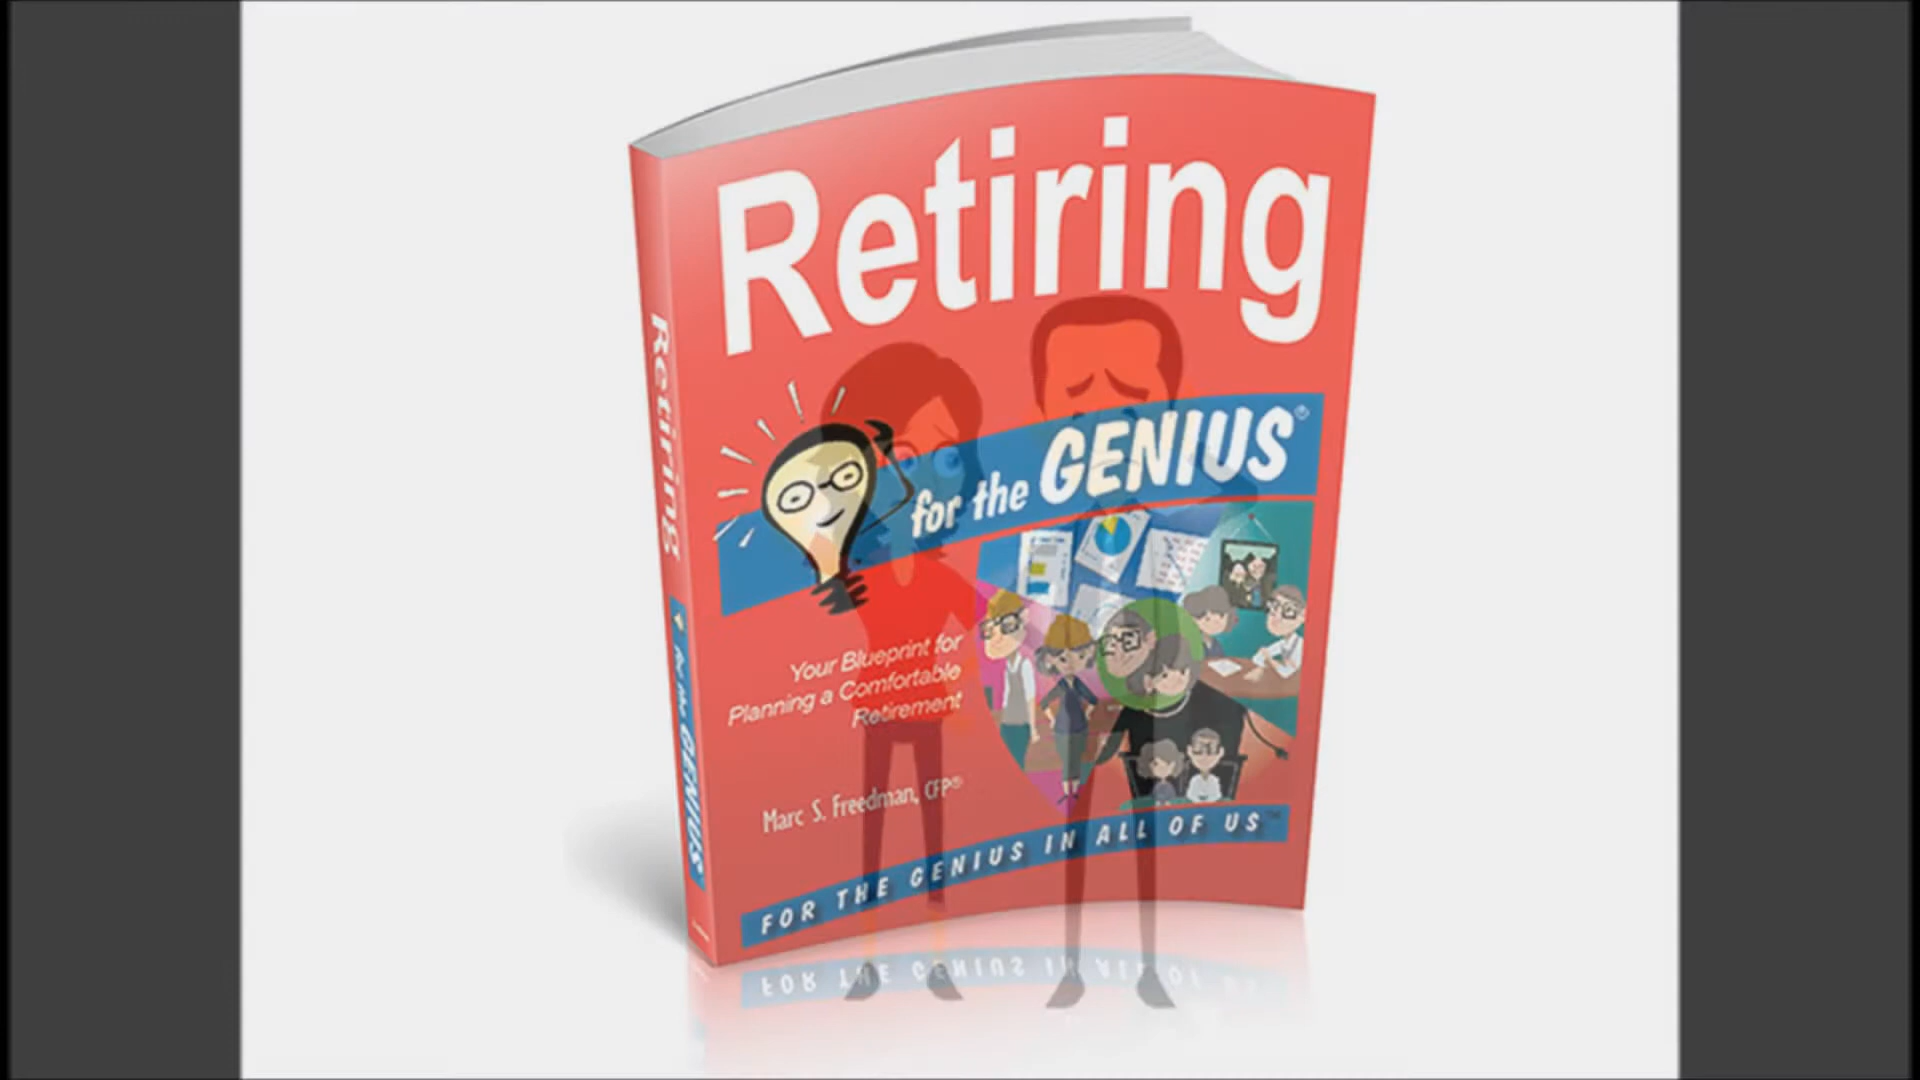 Retiring
for the GENIUS®
Your Blueprint for
Planning a Comfortable
Retirement
Marc S. Freedman, CFP®
FOR THE GENIUS IN ALL OF US™
Retiring
for the GENIUS